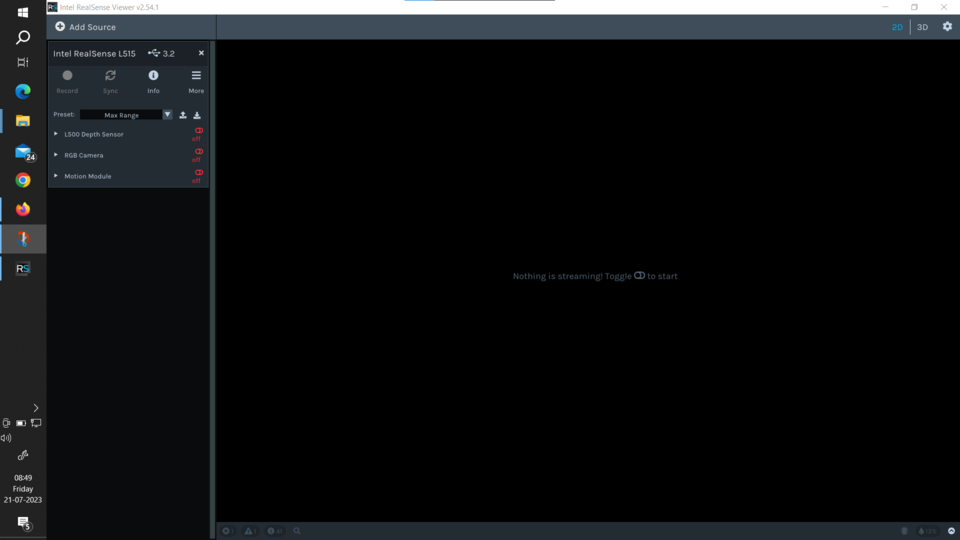 RS Intel RealSense Viewer v2.54.1
Add Source
2D | 3D
Intel RealSense L515 3.2
Record Sync Info More
Preset: Max Range
L500 Depth Sensor off
RGB Camera off
Motion Module off
Nothing is streaming! Toggle to start
24
RS
08:49
Friday
21-07-2023
5